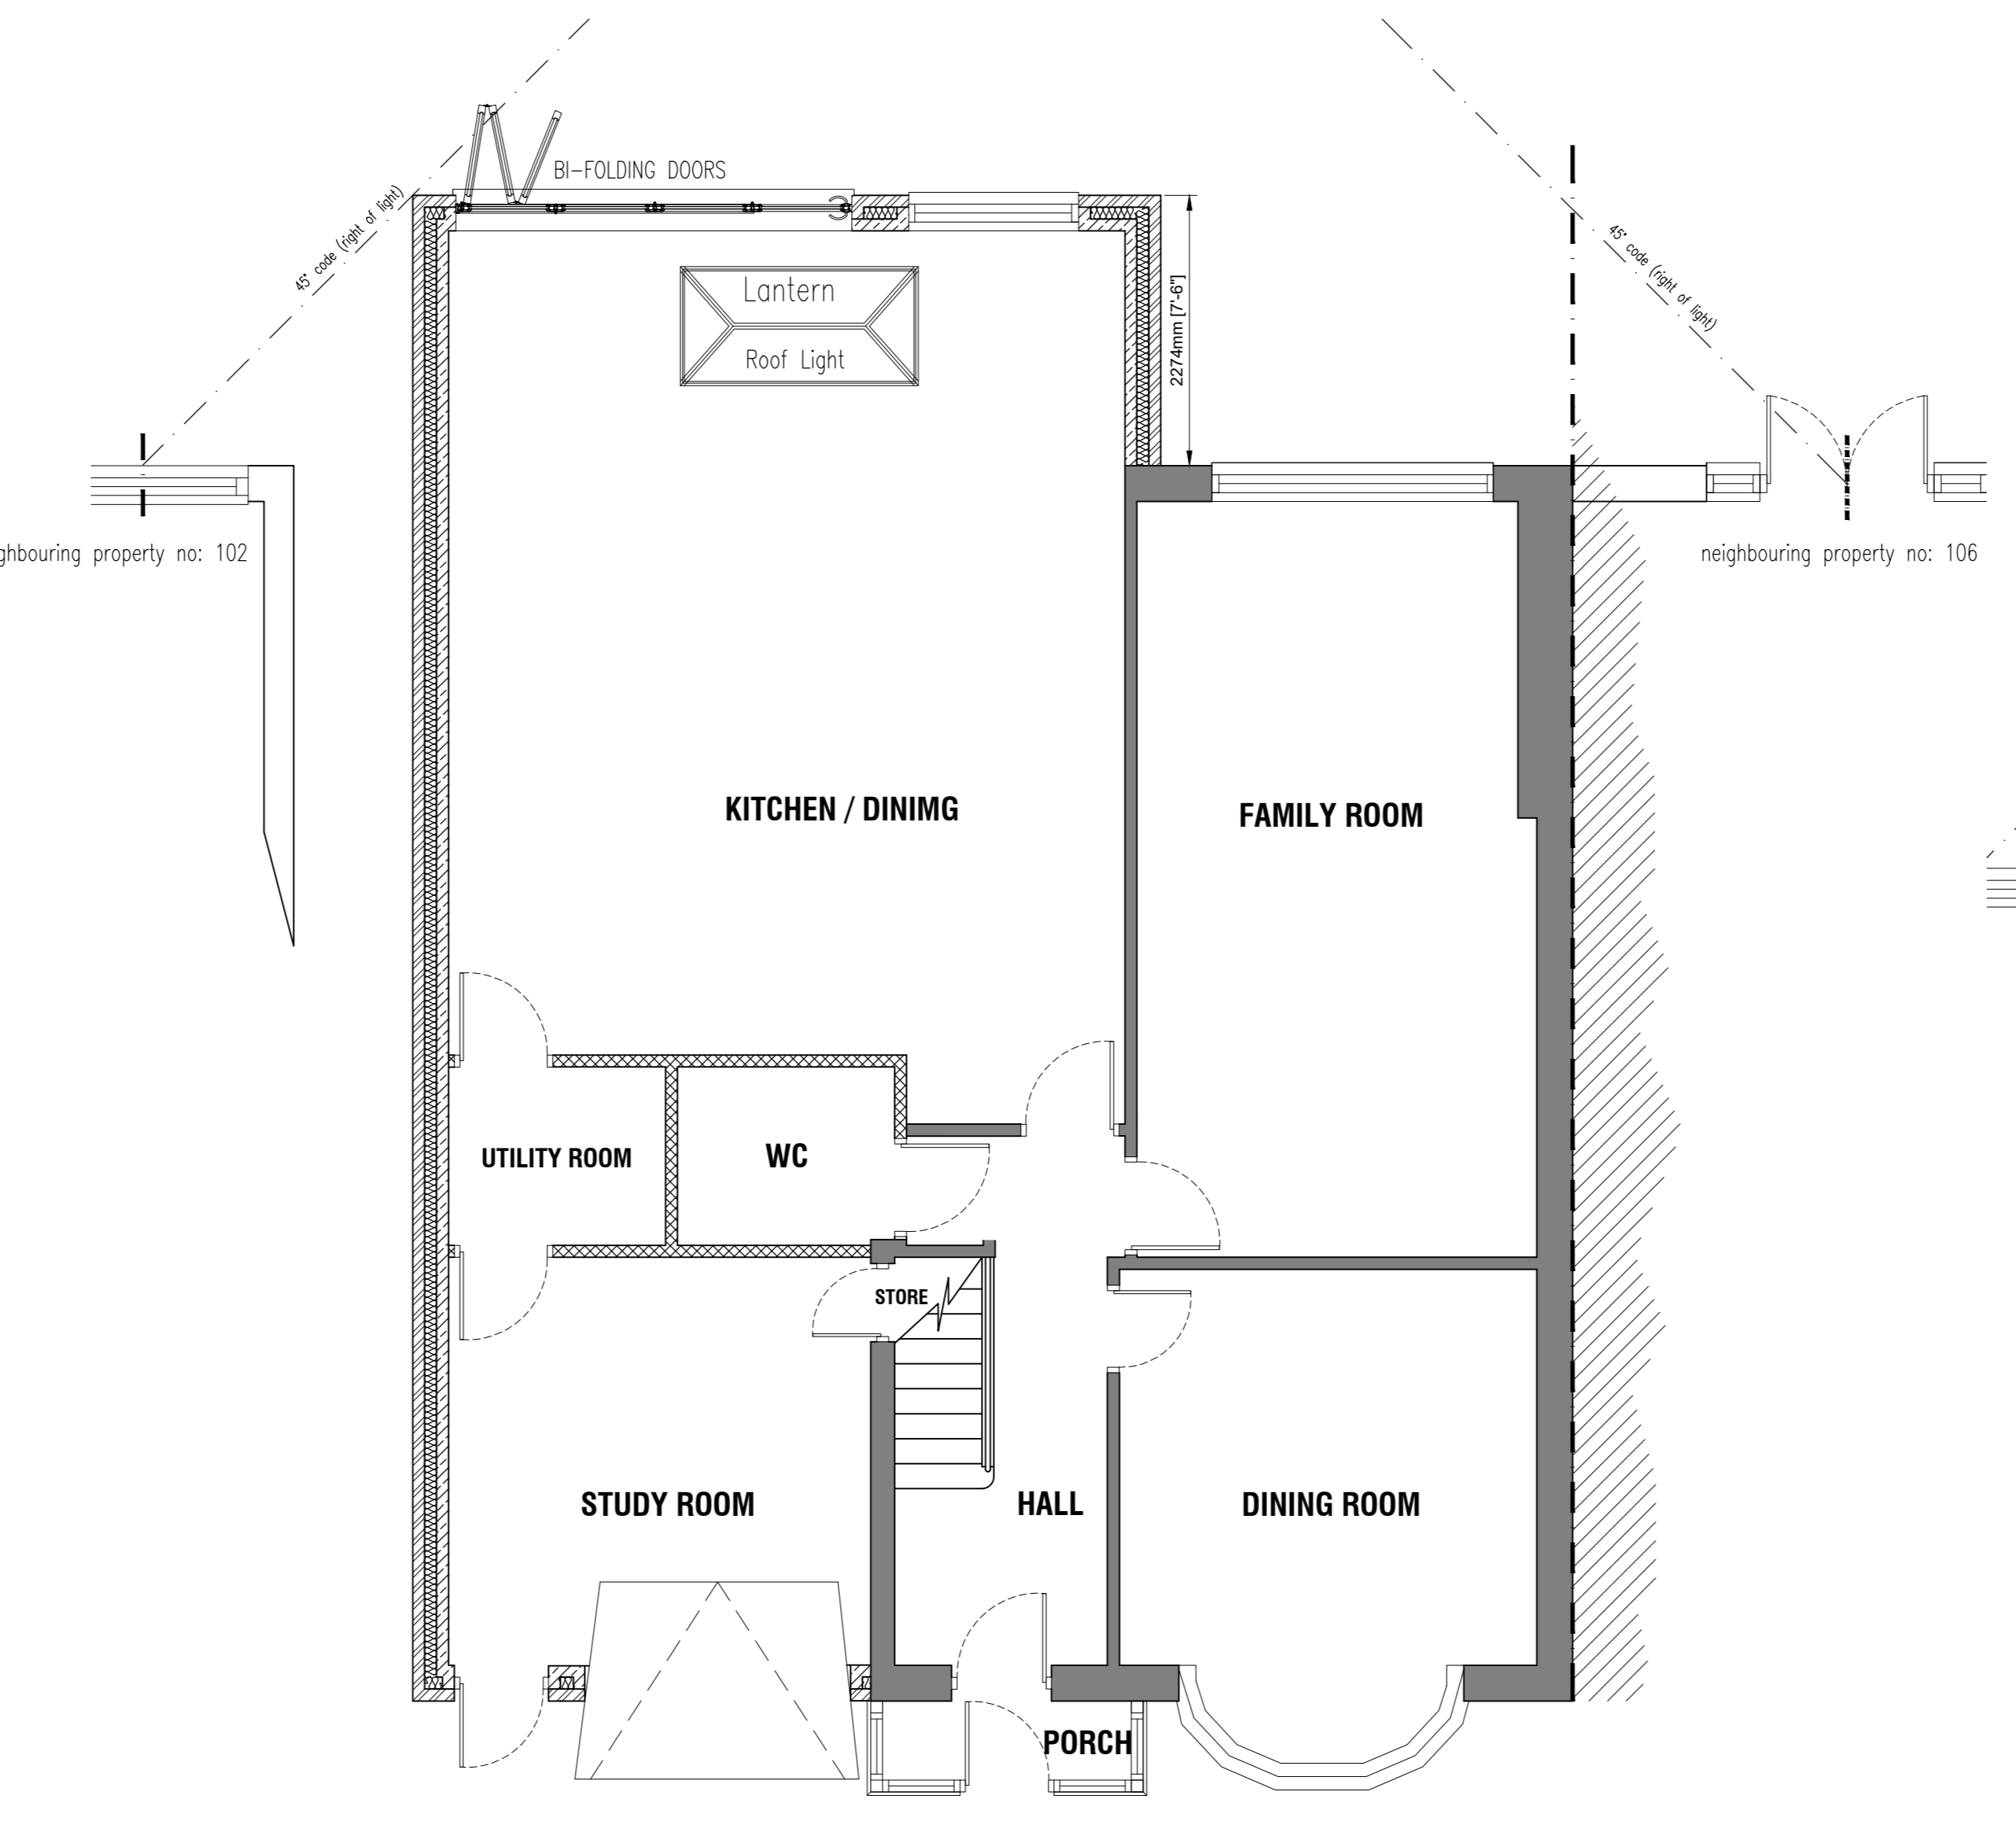 BI-FOLDING DOORS
45° code (right of light)
45° code (right of light)
Lantern
Roof Light
2274mm [7'-6"]
ghbouring property no: 102
neighbouring property no: 106
KITCHEN / DINIMG
FAMILY ROOM
UTILITY ROOM
WC
STORE
STUDY ROOM
HALL
DINING ROOM
PORCH